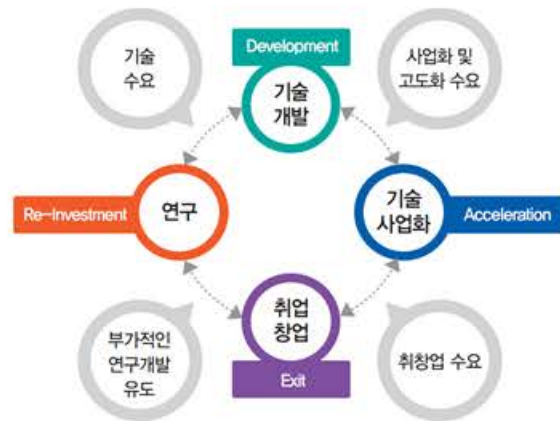 Development
기술
수요
기술
개발
사업화 및
고도화 수요
Re-Investment
연구
기술
사업화
Acceleration
부가적인
연구개발
유도
취업
창업
Exit
취창업 수요